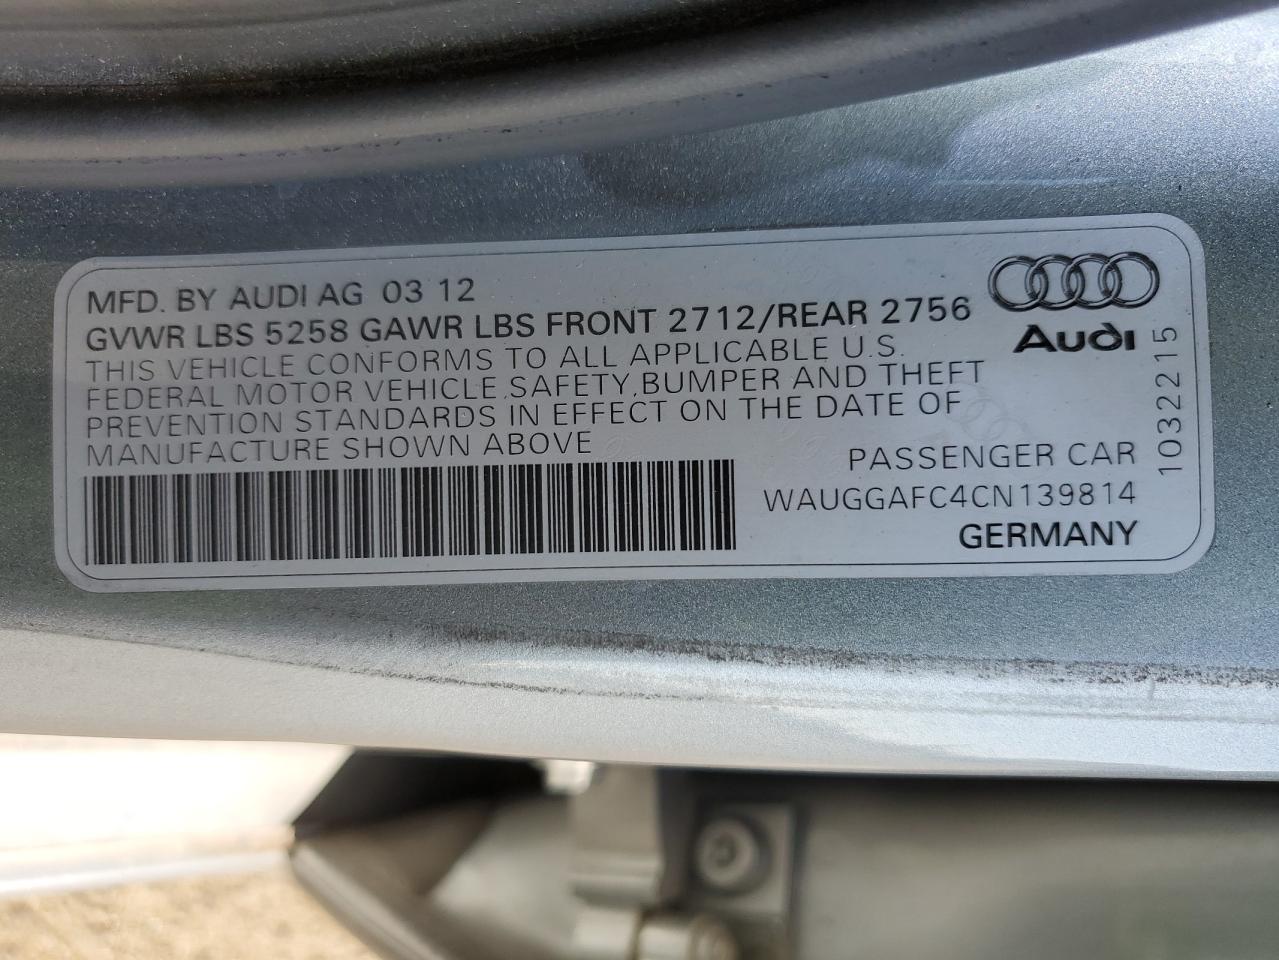 MFD. BY AUDI AG 03 12
GVWR LBS 5258 GAWR LBS FRONT 2712/REAR 2756
THIS VEHICLE CONFORMS TO ALL APPLICABLE U.S.
FEDERAL MOTOR VEHICLE SAFETY, BUMPER AND THEFT
PREVENTION STANDARDS IN EFFECT ON THE DATE OF
MANUFACTURE SHOWN ABOVE
PASSENGER CAR
WAUGGAFC4CN139814
GERMANY
Audi
1032215